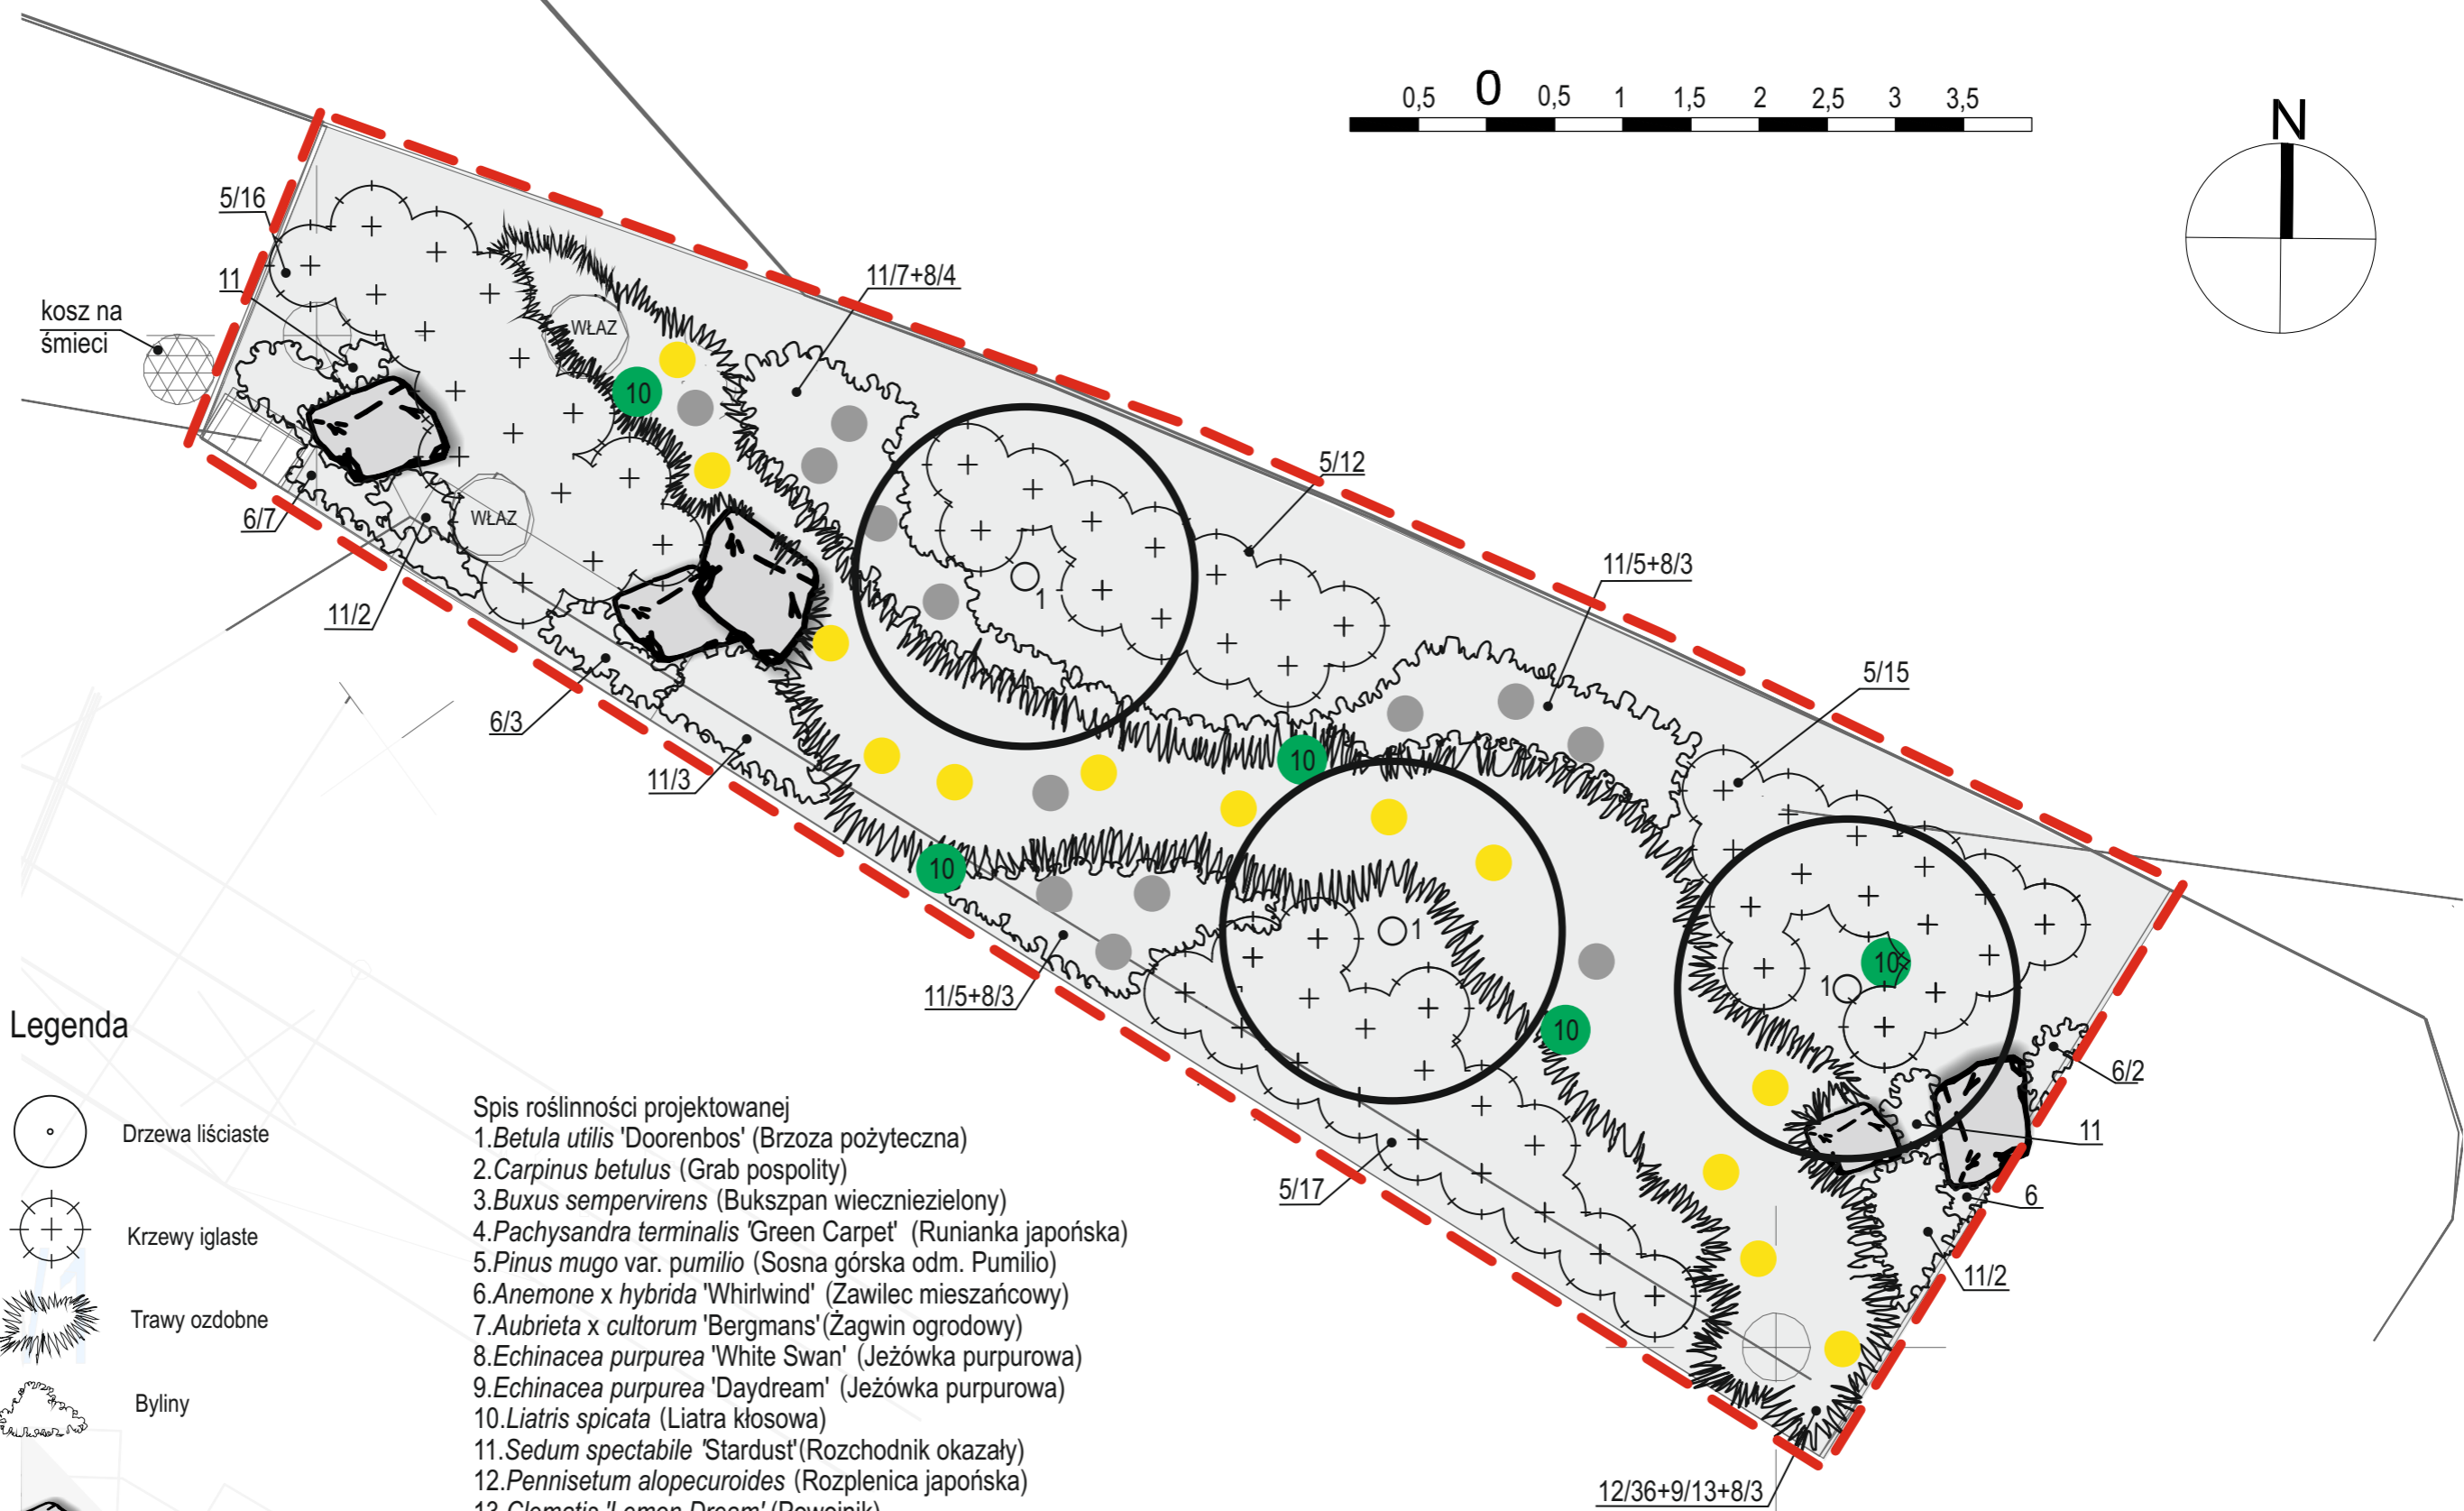 0,5 0 0,5 1 1,5 2 2,5 3 3,5
N
5/16
11
kosz na
śmieci
WŁAZ
11/7+8/4
10
5/12
WŁAZ
6/7
11/2
11/5+8/3
1
5/15
6/3
11/3
10
10
1
10
1
10
11/5+8/3
6/2
11
5/17
6
11/2
12/36+9/13+8/3
Legenda
Drzewa liściaste
Krzewy iglaste
Trawy ozdobne
Byliny
Spis roślinności projektowanej
1.Betula utilis 'Doorenbos' (Brzoza pożyteczna)
2.Carpinus betulus (Grab pospolity)
3.Buxus sempervirens (Bukszpan wieczniezielony)
4.Pachysandra terminalis 'Green Carpet' (Runianka japońska)
5.Pinus mugo var. pumilio (Sosna górska odm. Pumilio)
6.Anemone x hybrida 'Whirlwind' (Zawilec mieszańcowy)
7.Aubrieta x cultorum 'Bergmans'(Żagwin ogrodowy)
8.Echinacea purpurea 'White Swan' (Jeżówka purpurowa)
9.Echinacea purpurea 'Daydream' (Jeżówka purpurowa)
10.Liatris spicata (Liatra kłosowa)
11.Sedum spectabile 'Stardust'(Rozchodnik okazały)
12.Pennisetum alopecuroides (Rozplenica japońska)
13.Clematis 'Lemon Dream' (Powojnik)